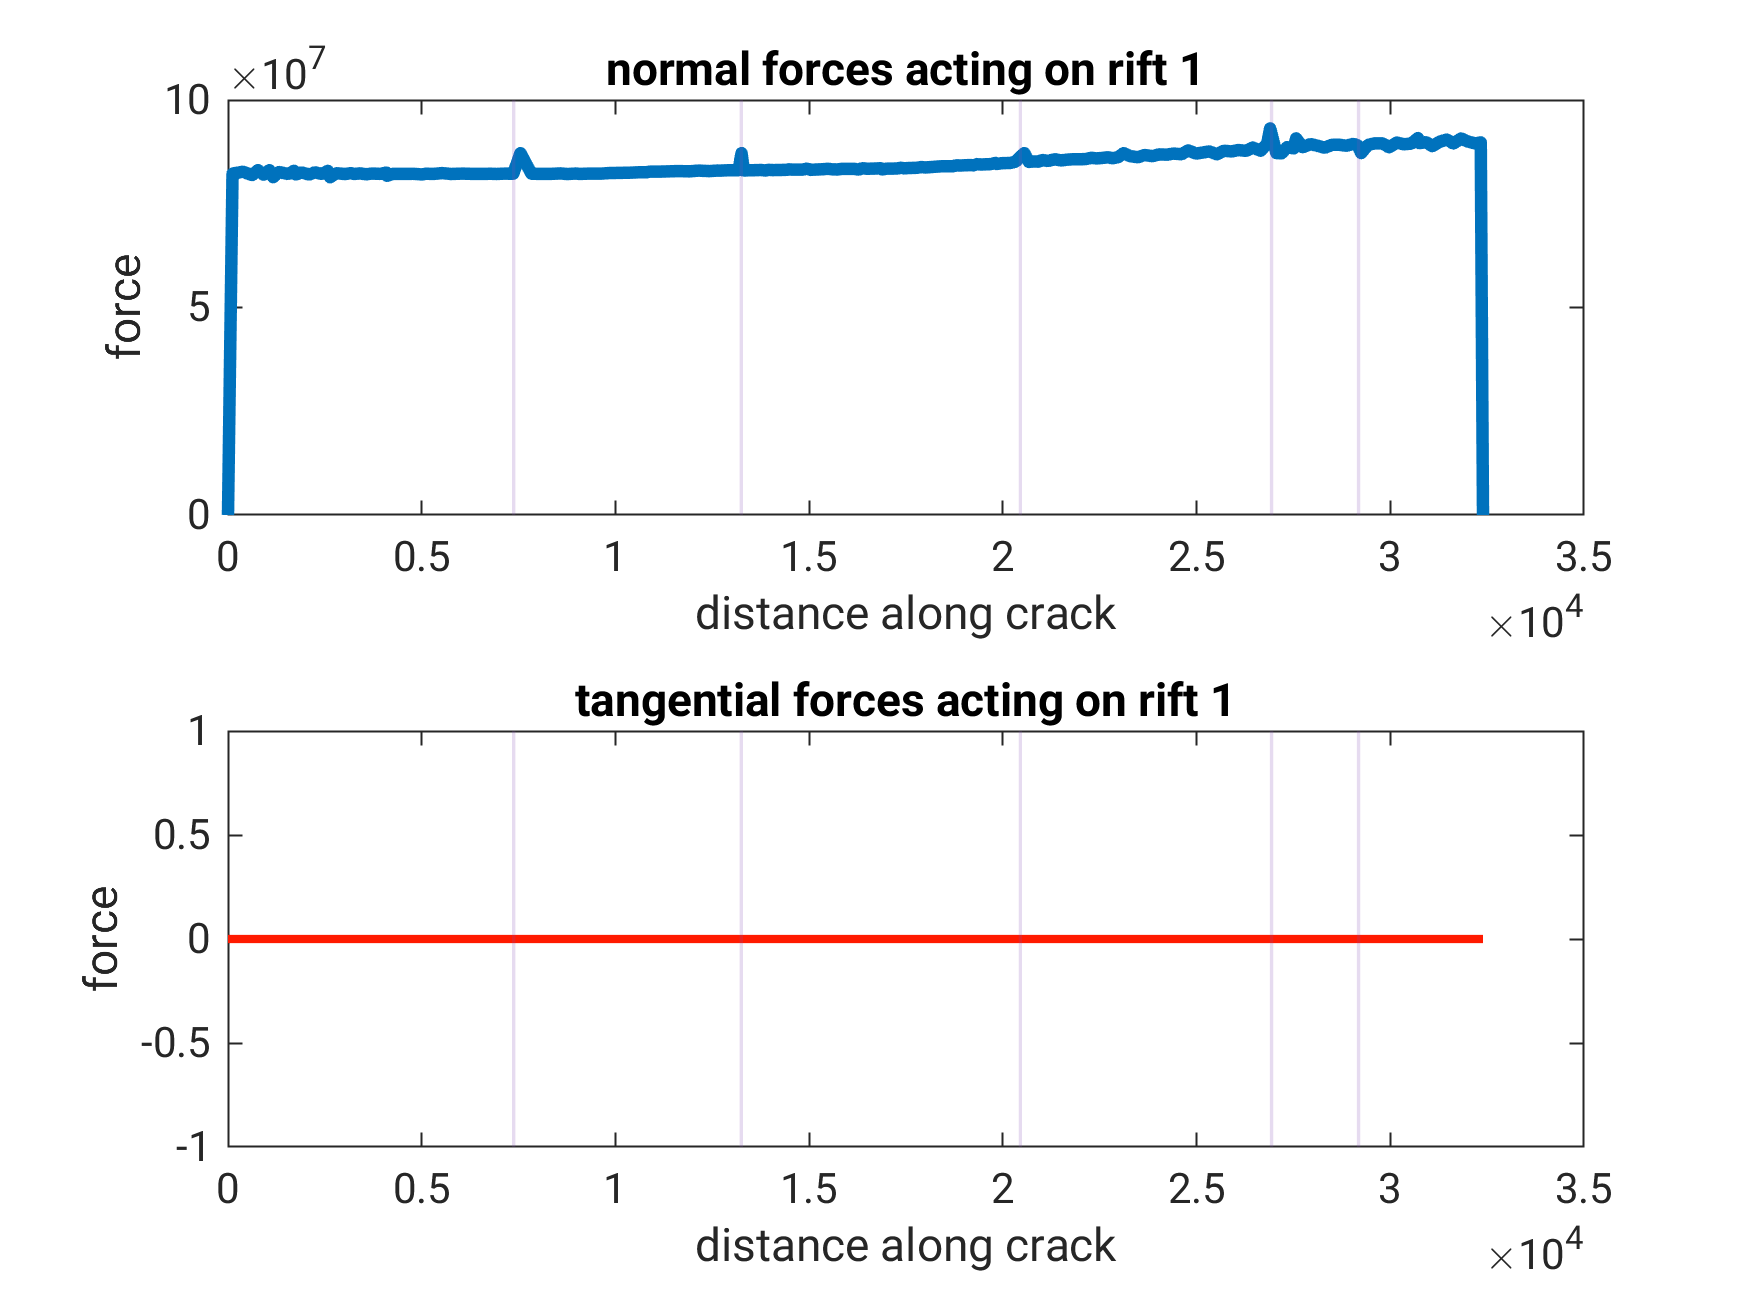 ×10^7
normal forces acting on rift 1
10
5
0
force
0 0.5 1 1.5 2 2.5 3 3.5
distance along crack
×10^4
tangential forces acting on rift 1
1
0.5
0
-0.5
-1
force
0 0.5 1 1.5 2 2.5 3 3.5
distance along crack
×10^4